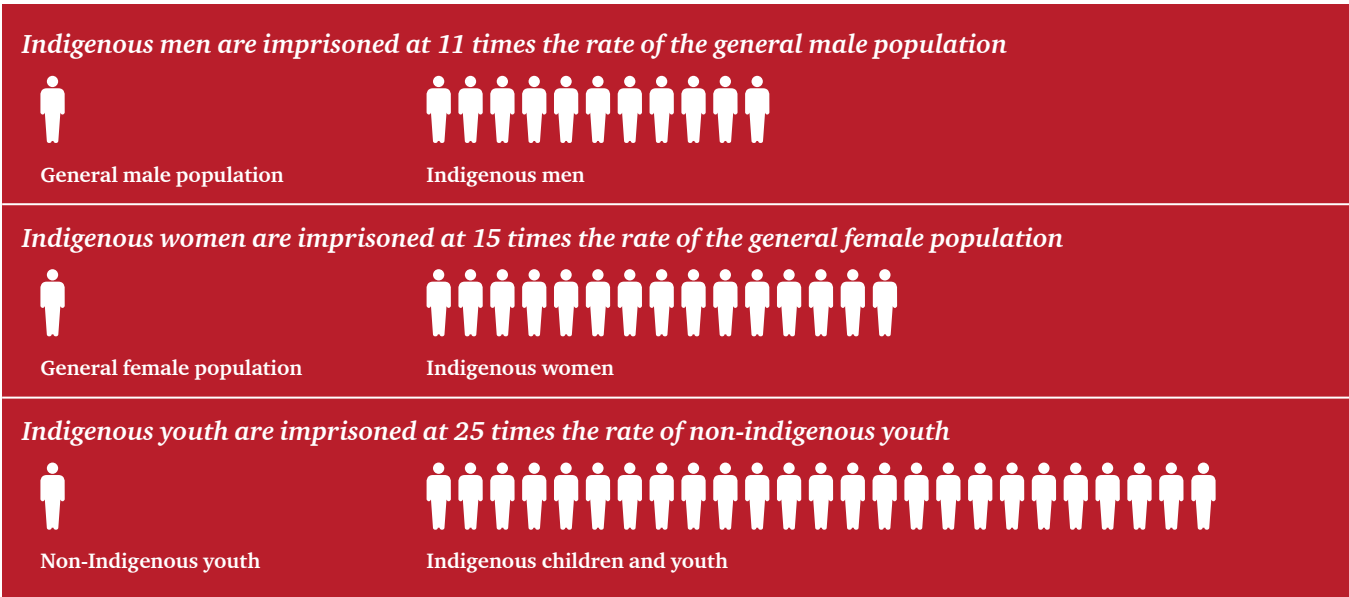 Indigenous men are imprisoned at 11 times the rate of the general male population
General male population
Indigenous men
Indigenous women are imprisoned at 15 times the rate of the general female population
General female population
Indigenous women
Indigenous youth are imprisoned at 25 times the rate of non-indigenous youth
Non-Indigenous youth
Indigenous children and youth